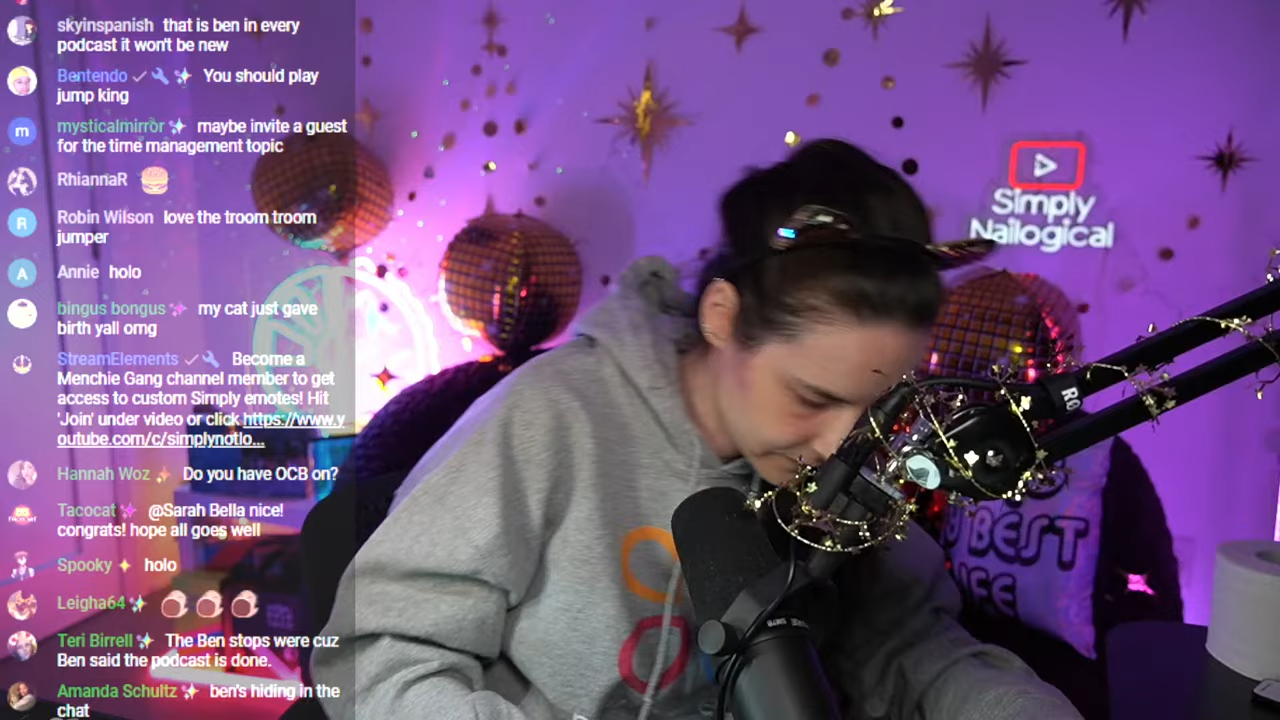 skyinspanish that is ben in every
podcast it won't be new
Bentendo You should play
jump king
mysticalmirror maybe invite a guest
for the time management topic
RhiannaR
Robin Wilson love the troom troom
jumper
Annie holo
bingus bongus my cat just gave
birth yall omg
StreamElements Become a
Menchie Gang channel member to get
access to custom Simply emotes! Hit
'Join' under video or click https://www.y
outube.com/c/simplynotlo...
Hannah Woz Do you have OCB on?
Tacocat @Sarah Bella nice!
congrats! hope all goes well
Spooky holo
Leigha64
Teri Birrell The Ben stops were cuz
Ben said the podcast is done.
Amanda Schultz ben's hiding in the
chat
m
R
A
Simply
Nailogical
BEST